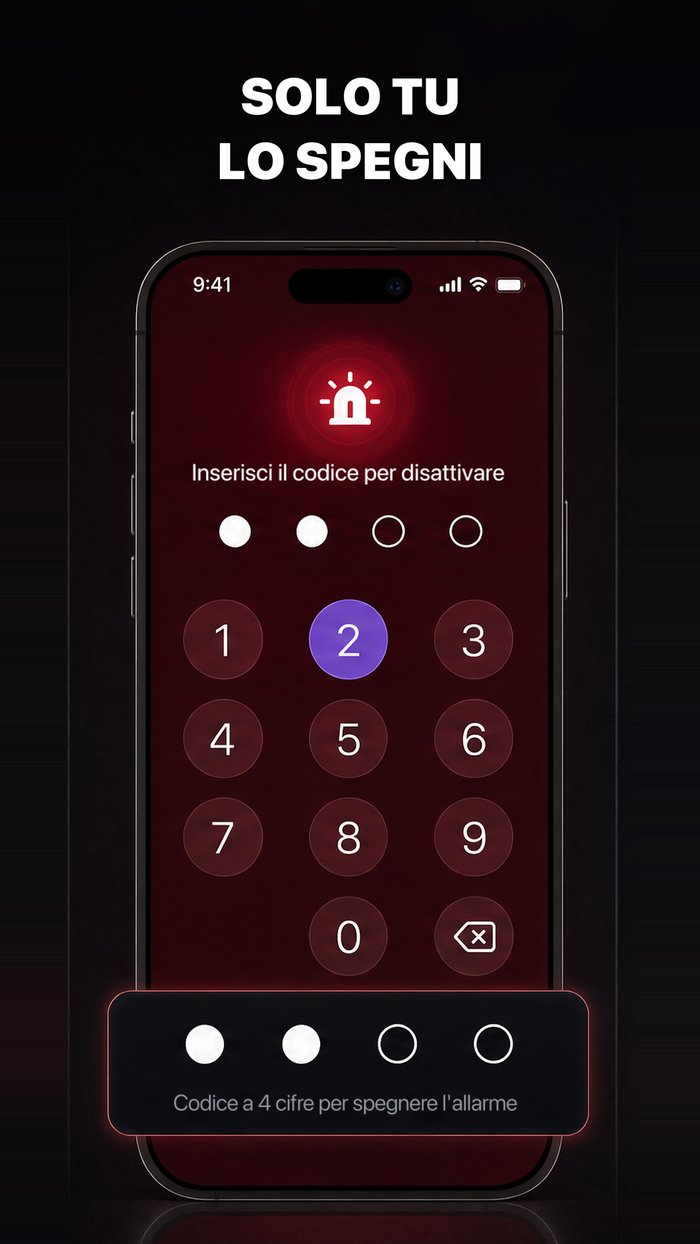 SOLO TU
LO SPEGNI
9:41
Inserisci il codice per disattivare
1 2 3
4 5 6
7 8 9
0
Codice a 4 cifre per spegnere l'allarme